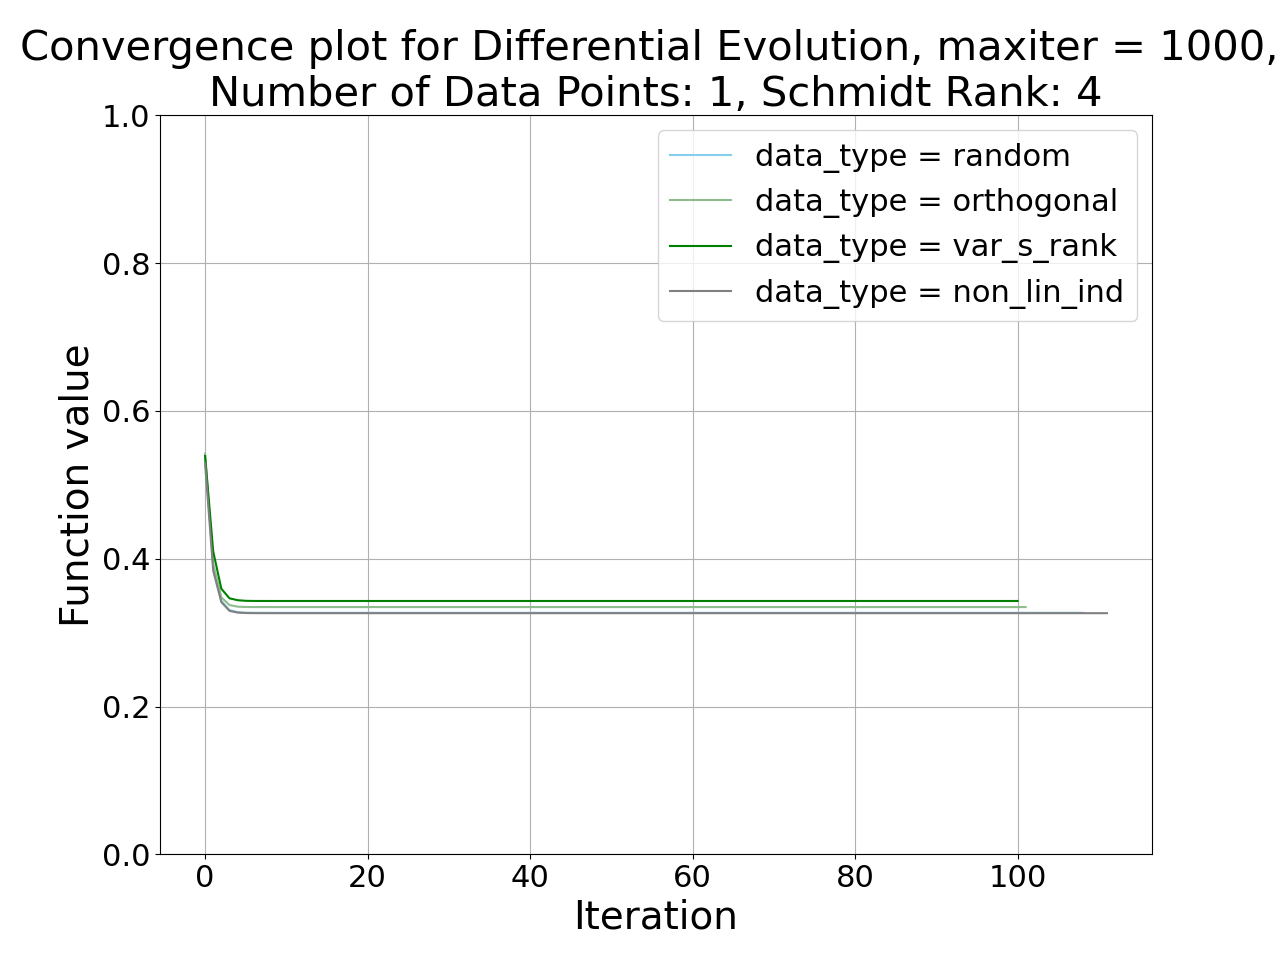 Convergence plot for Differential Evolution, maxiter = 1000,
Number of Data Points: 1, Schmidt Rank: 4
1.0
0.8
0.6
0.4
0.2
0.0
Function value
data_type = random
data_type = orthogonal
data_type = var_s_rank
data_type = non_lin_ind
0 20 40 60 80 100
Iteration